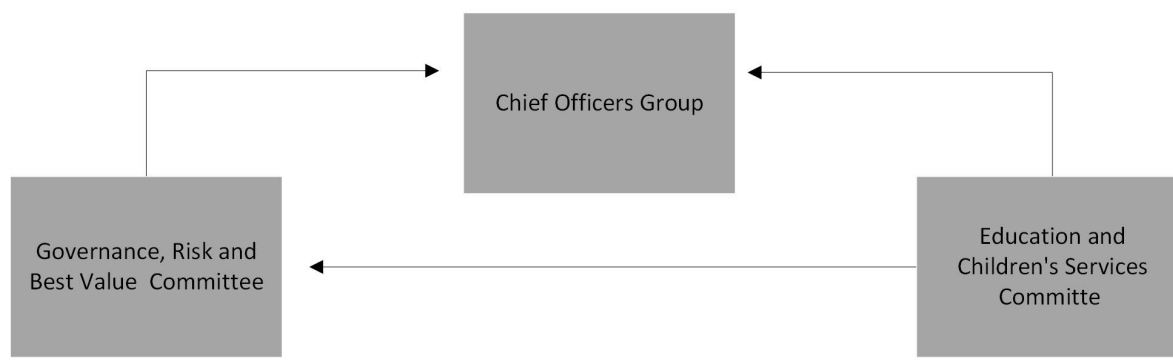 Chief Officers Group
Governance, Risk and
Best Value  Committee
Education and
Children's Services
Committe